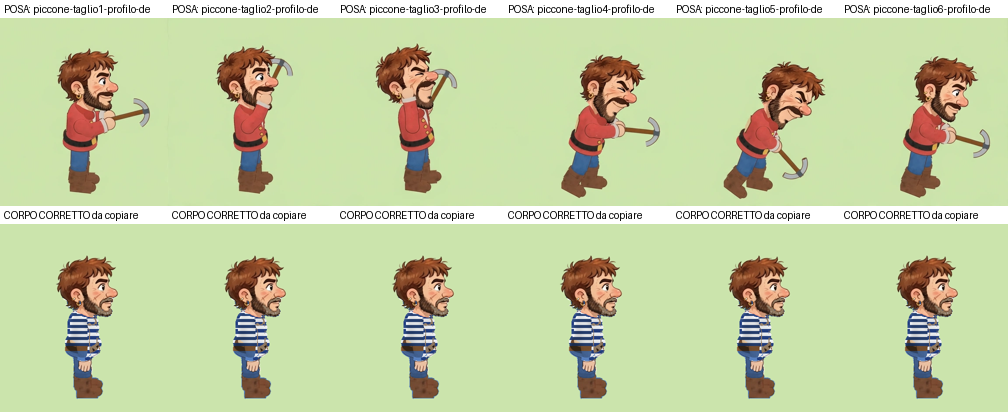 POSA: piccone-taglio1-profilo-de
POSA: piccone-taglio2-profilo-de
POSA: piccone-taglio3-profilo-de
POSA: piccone-taglio4-profilo-de
POSA: piccone-taglio5-profilo-de
POSA: piccone-taglio6-profilo-de
CORPO CORRETTO da copiare
CORPO CORRETTO da copiare
CORPO CORRETTO da copiare
CORPO CORRETTO da copiare
CORPO CORRETTO da copiare
CORPO CORRETTO da copiare